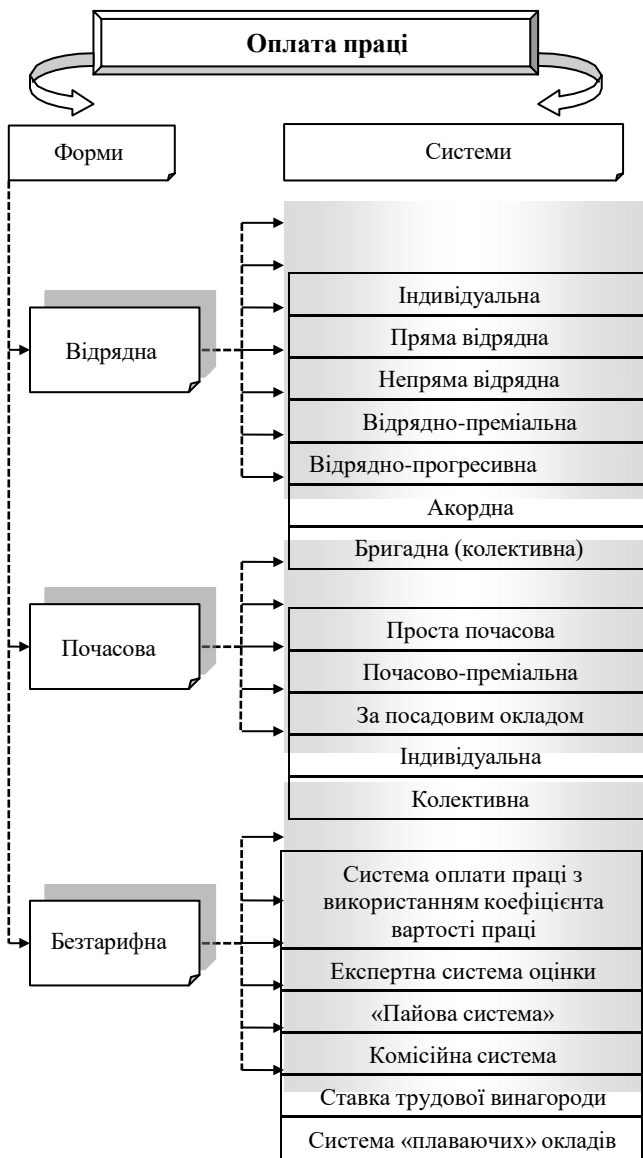 Оплата праці
Форми
Системи
Відрядна
Індивідуальна
Пряма відрядна
Непряма відрядна
Відрядно-преміальна
Відрядно-прогресивна
Акордна
Бригадна (колективна)
Почасова
Проста почасова
Почасово-преміальна
За посадовим окладом
Індивідуальна
Колективна
Безтарифна
Система оплати праці з
використанням коефіцієнта
вартості праці
Експертна система оцінки
«Пайова система»
Комісійна система
Ставка трудової винагороди
Система «плаваючих» окладів